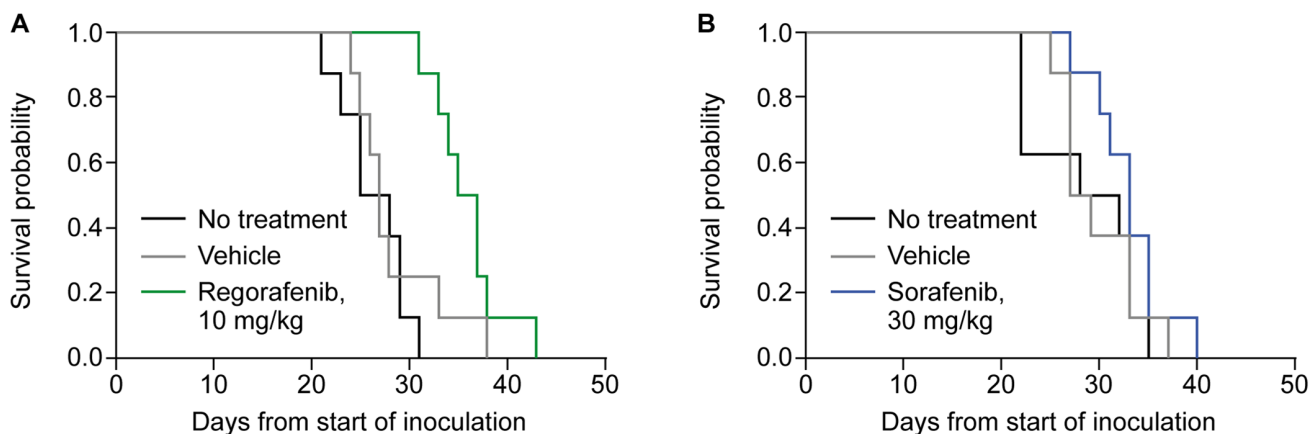 A
Survival probability
1.0
0.8
0.6
0.4
0.2
0.0
No treatment
Vehicle
Regorafenib,
10 mg/kg
0 10 20 30 40 50
Days from start of inoculation
B
Survival probability
1.0
0.8
0.6
0.4
0.2
0.0
No treatment
Vehicle
Sorafenib,
30 mg/kg
0 10 20 30 40 50
Days from start of inoculation